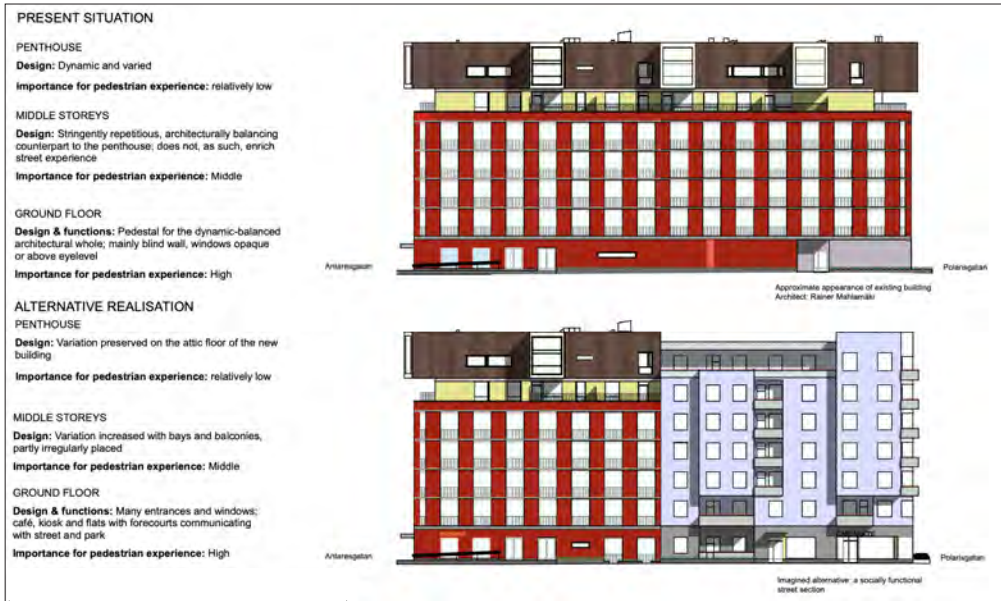 PRESENT SITUATION
PENTHOUSE
Design: Dynamic and varied
Importance for pedestrian experience: relatively low
MIDDLE STOREYS
Design: Stringently repetitious, architecturally balancing
counterpart to the penthouse; does not, as such, enrich
street experience
Importance for pedestrian experience: Middle
GROUND FLOOR
Design & functions: Pedestal for the dynamic-balanced
architectural whole; mainly blind wall, windows opaque
or above eyelevel
Importance for pedestrian experience: High
Antaresgatan
Polarisgatan
Approximate appearance of existing building
Architect: Rainer Mahlamäki
ALTERNATIVE REALISATION
PENTHOUSE
Design: Variation preserved on the attic floor of the new
building
Importance for pedestrian experience: relatively low
MIDDLE STOREYS
Design: Variation increased with bays and balconies,
partly irregularly placed
Importance for pedestrian experience: Middle
GROUND FLOOR
Design & functions: Many entrances and windows;
café, kiosk and flats with forecourts communicating
with street and park
Importance for pedestrian experience: High
Antaresgatan
Polarisgatan
Imagined alternative: a socially functional
street section